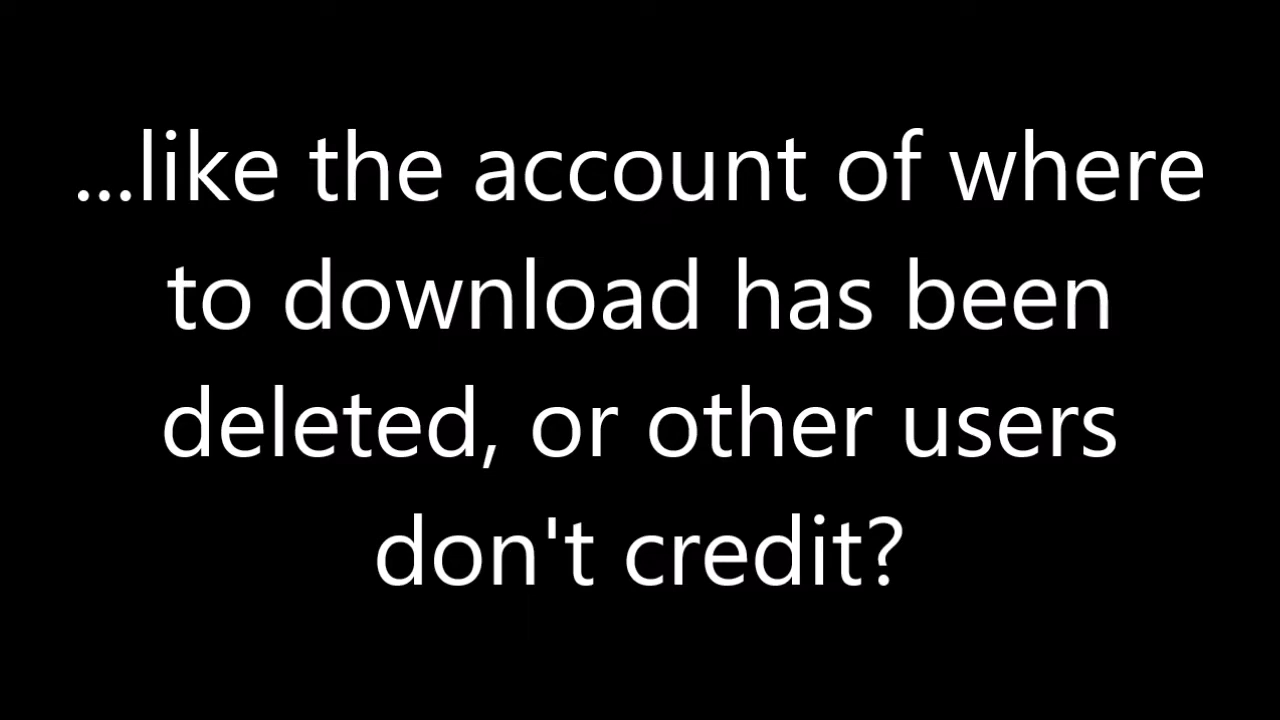 ...like the account of where
to download has been
deleted, or other users
don't credit?